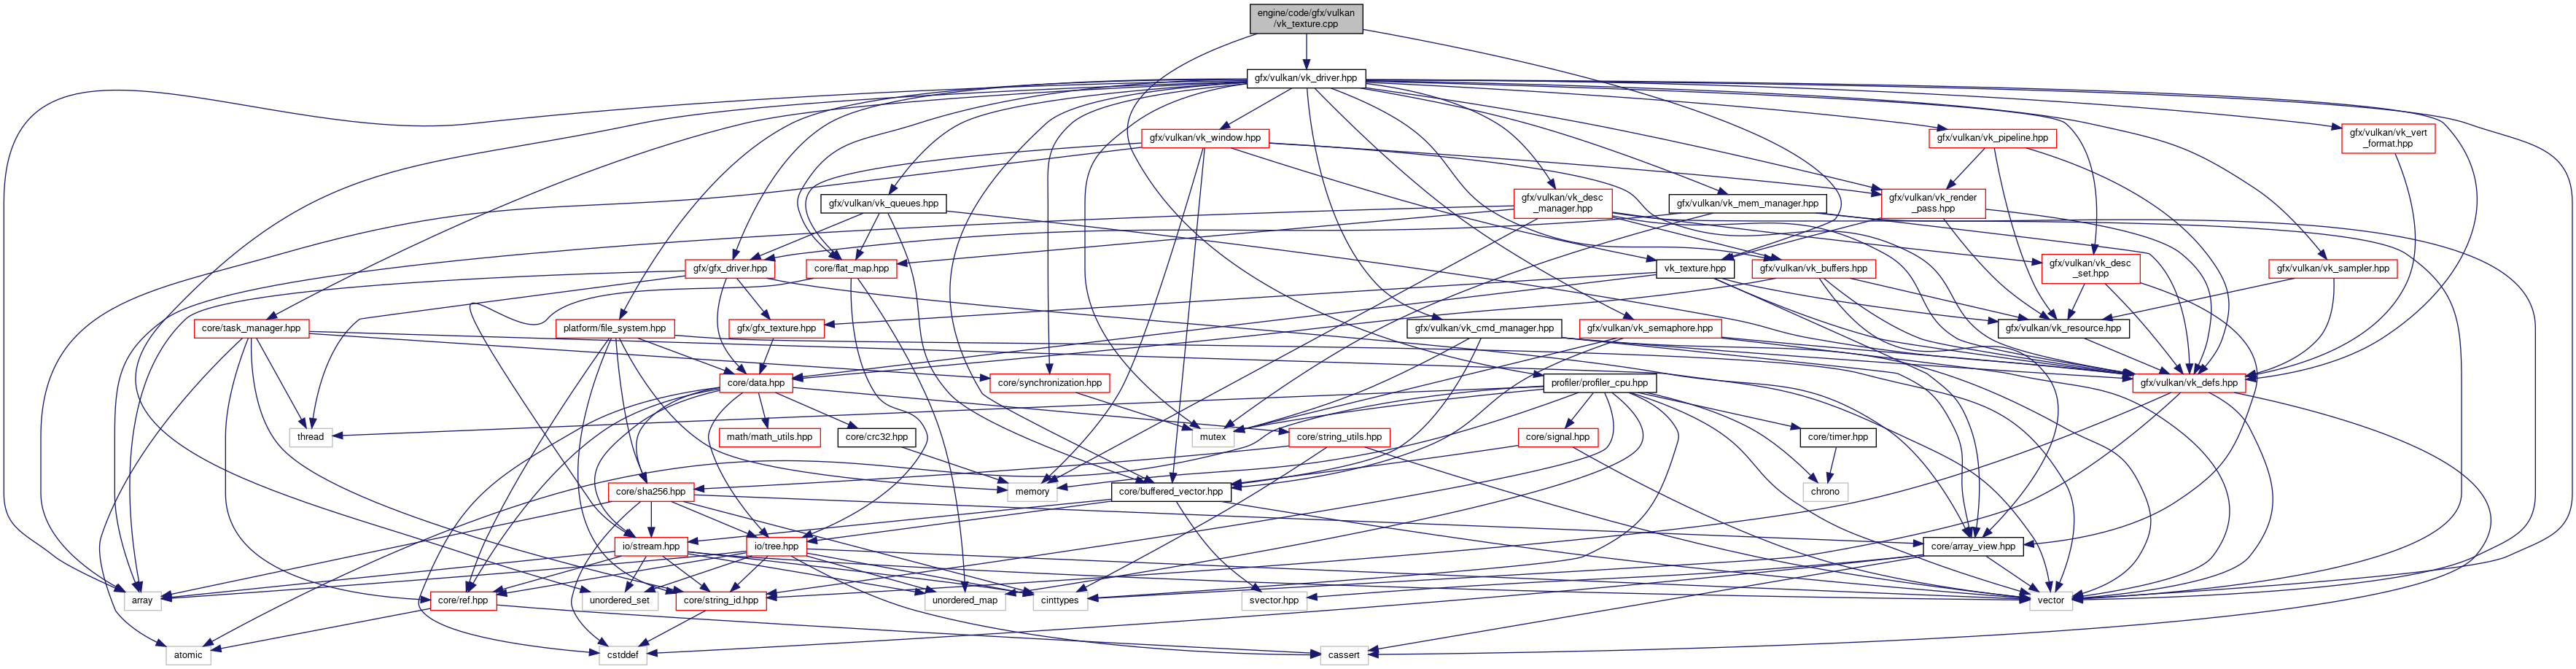 engine/code/gfx/vulkan
/vk_texture.cpp
gfx/vulkan/vk_driver.hpp
gfx/vulkan/vk_window.hpp
gfx/vulkan/vk_pipeline.hpp
gfx/vulkan/vk_vert
_format.hpp
gfx/vulkan/vk_queues.hpp
gfx/vulkan/vk_desc
_manager.hpp
gfx/vulkan/vk_mem_manager.hpp
gfx/vulkan/vk_render
_pass.hpp
gfx/gfx_driver.hpp
core/flat_map.hpp
vk_texture.hpp
gfx/vulkan/vk_buffers.hpp
gfx/vulkan/vk_desc
_set.hpp
gfx/vulkan/vk_sampler.hpp
core/task_manager.hpp
platform/file_system.hpp
gfx/gfx_texture.hpp
gfx/vulkan/vk_cmd_manager.hpp
gfx/vulkan/vk_semaphore.hpp
gfx/vulkan/vk_resource.hpp
core/data.hpp
core/synchronization.hpp
profiler/profiler_cpu.hpp
gfx/vulkan/vk_defs.hpp
thread
math/math_utils.hpp
core/crc32.hpp
mutex
core/string_utils.hpp
core/signal.hpp
core/timer.hpp
core/sha256.hpp
memory
core/buffered_vector.hpp
chrono
io/stream.hpp
io/tree.hpp
core/array_view.hpp
array
core/ref.hpp
unordered_set
core/string_id.hpp
unordered_map
cinttypes
svector.hpp
vector
atomic
cstddef
cassert